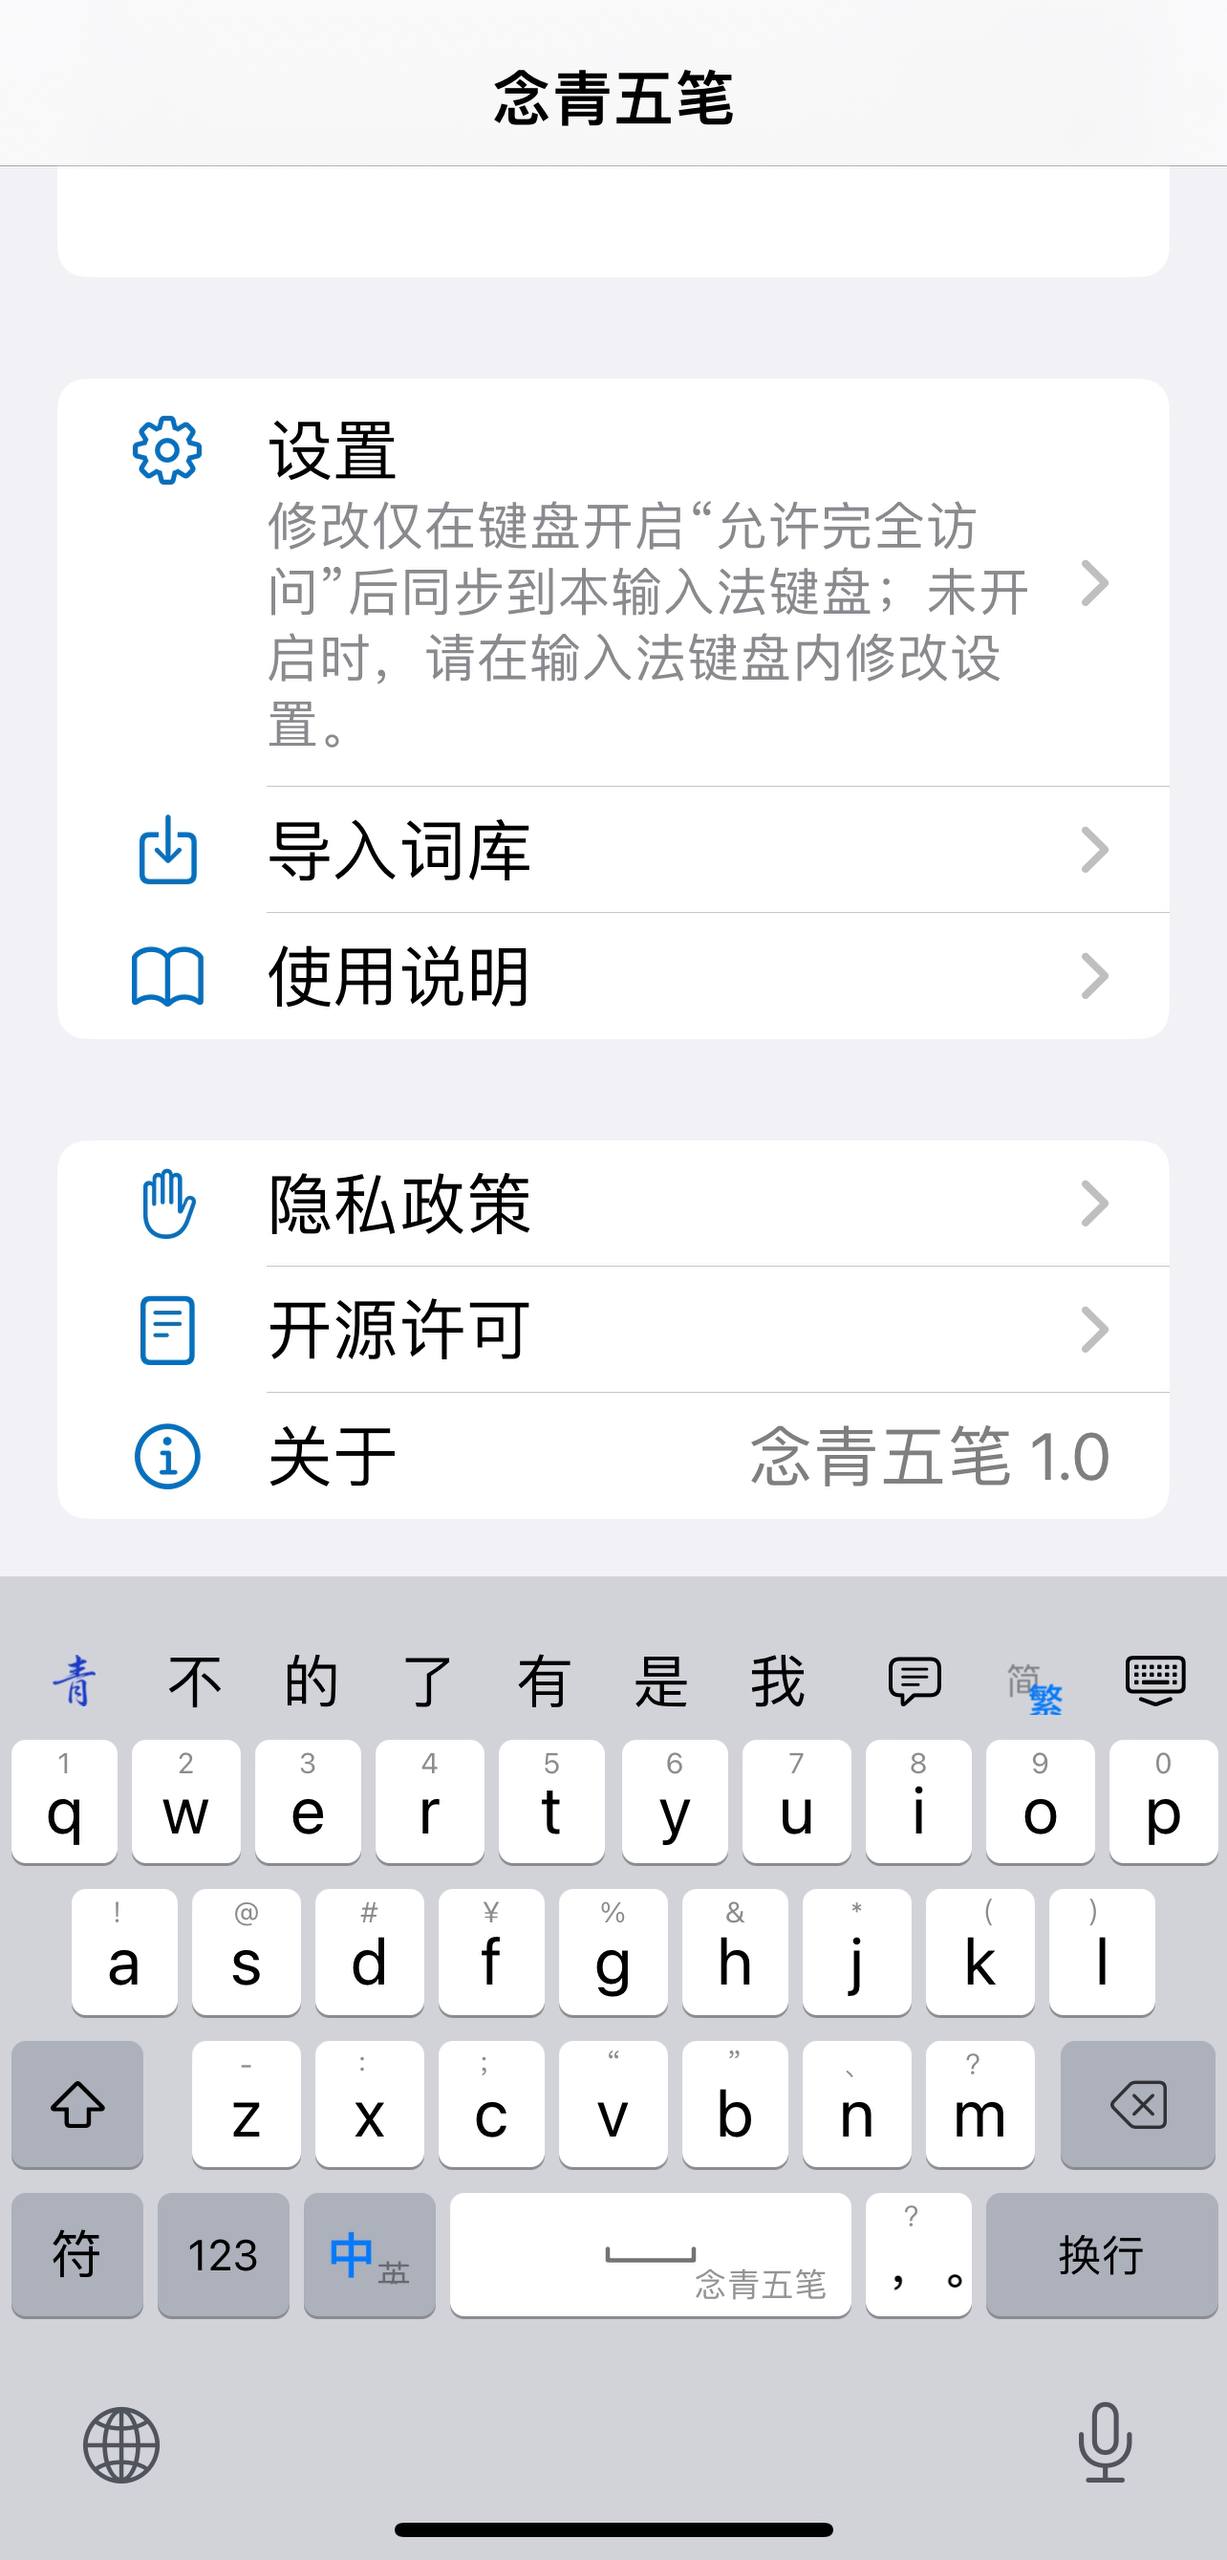 念青五笔
设置
修改仅在键盘开启“允许完全访
问”后同步到本输入法键盘；未开
启时，请在输入法键盘内修改设
置。
导入词库
使用说明
隐私政策
开源许可
关于 念青五笔 1.0
青 不 的 了 有 是 我 简繁
1 2 3 4 5 6 7 8 9 0
q w e r t y u i o p
! @ # ¥ % & * ( )
a s d f g h j k l
- : ; “ ” 、 ?
z x c v b n m
?
符 123 中英 念青五笔 ，。 换行